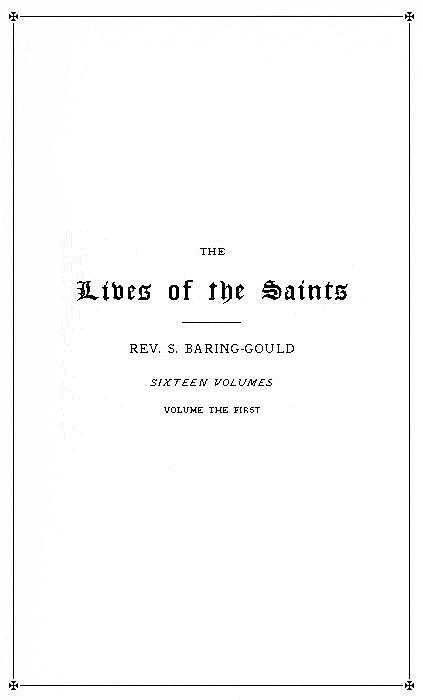 THE
Lives of the Saints
REV. S. BARING-GOULD
SIXTEEN VOLUMES
VOLUME THE FIRST